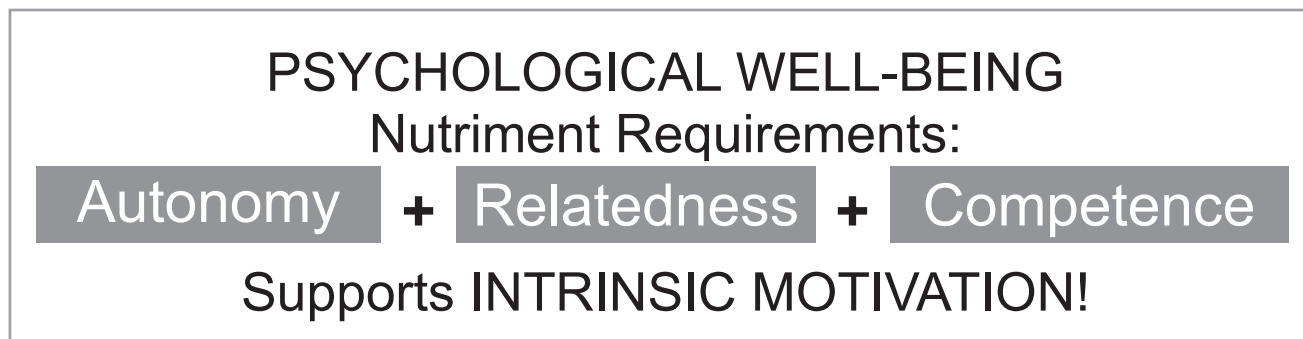 PSYCHOLOGICAL WELL-BEING
Nutriment Requirements:
Autonomy + Relatedness + Competence
Supports INTRINSIC MOTIVATION!